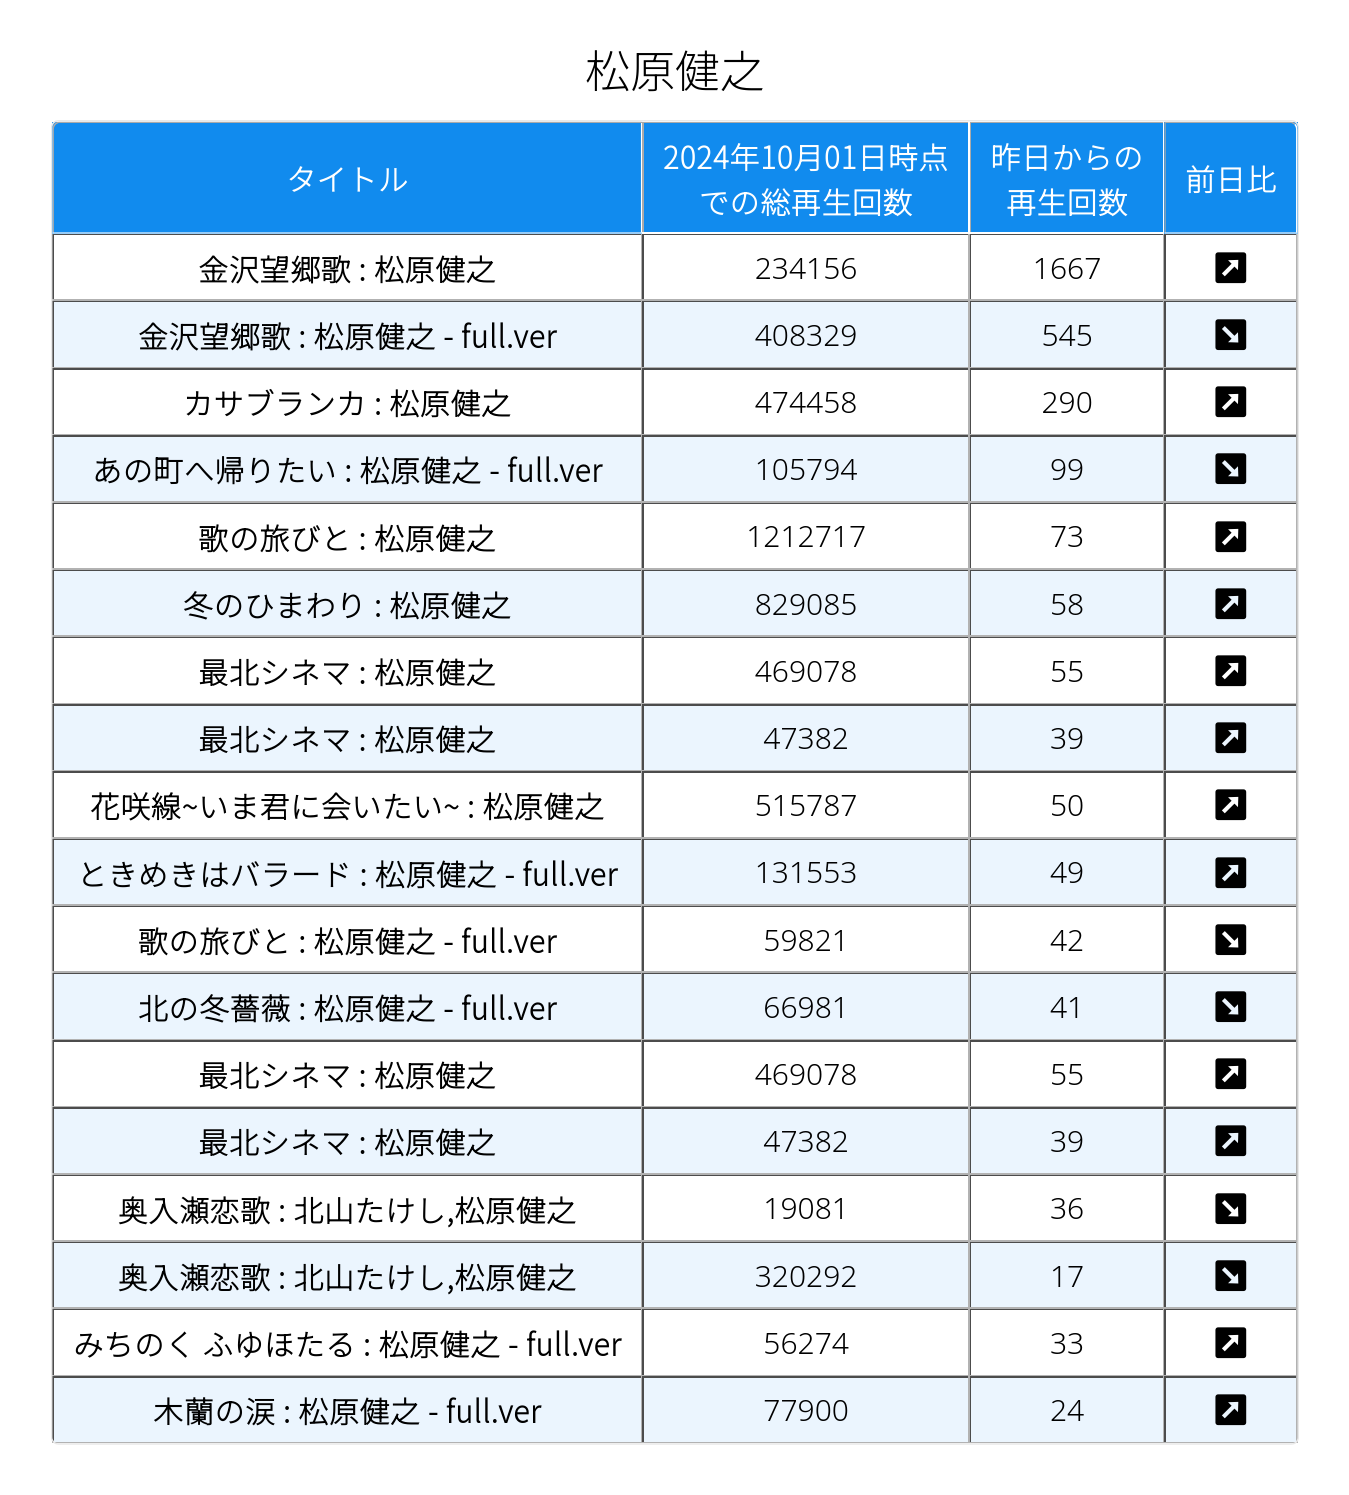 松原健之
タイトル
2024年10月01日時点
での総再生回数
昨日からの
再生回数
前日比
金沢望郷歌 : 松原健之 234156 1667 ↗
金沢望郷歌 : 松原健之 - full.ver 408329 545 ↘
カサブランカ : 松原健之 474458 290 ↗
あの町へ帰りたい : 松原健之 - full.ver 105794 99 ↘
歌の旅びと : 松原健之 1212717 73 ↗
冬のひまわり : 松原健之 829085 58 ↗
最北シネマ : 松原健之 469078 55 ↗
最北シネマ : 松原健之 47382 39 ↗
花咲線~いま君に会いたい~ : 松原健之 515787 50 ↗
ときめきはバラード : 松原健之 - full.ver 131553 49 ↗
歌の旅びと : 松原健之 - full.ver 59821 42 ↘
北の冬薔薇 : 松原健之 - full.ver 66981 41 ↘
最北シネマ : 松原健之 469078 55 ↗
最北シネマ : 松原健之 47382 39 ↗
奥入瀬恋歌 : 北山たけし,松原健之 19081 36 ↘
奥入瀬恋歌 : 北山たけし,松原健之 320292 17 ↘
みちのく ふゆほたる : 松原健之 - full.ver 56274 33 ↗
木蘭の涙 : 松原健之 - full.ver 77900 24 ↗